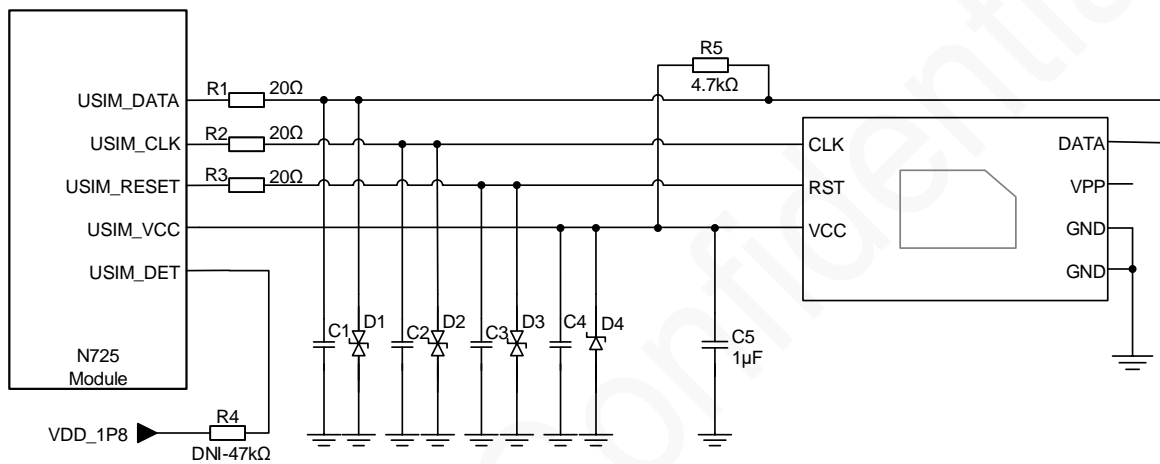 R5
4.7kΩ
USIM_DATA
R1
20Ω
USIM_CLK
R2
20Ω
USIM_RESET
R3
20Ω
USIM_VCC
USIM_DET
CLK
RST
VCC
DATA
VPP
GND
GND
C1
D1
C2
D2
C3
D3
C4
D4
C5
1µF
N725
Module
VDD_1P8
R4
DNI-47kΩ
Confidential